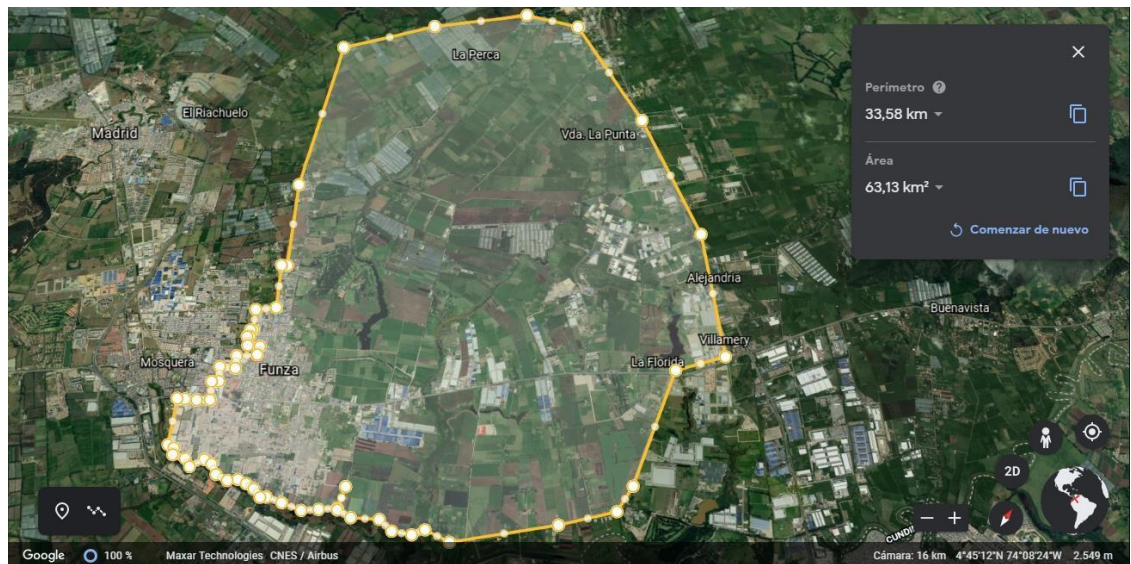 La Perca
El Riachuelo
Madrid
Vda. La Punta
Alejandria
Buenavista
Villamery
La Florida
Mosquera
Funza
Perímetro
33,58 km
Área
63,13 km²
Comenzar de nuevo
2D
CUNDI
Google 100 % Maxar Technologies CNES / Airbus Cámara: 16 km 4°45'12"N 74°08'24"W 2.549 m